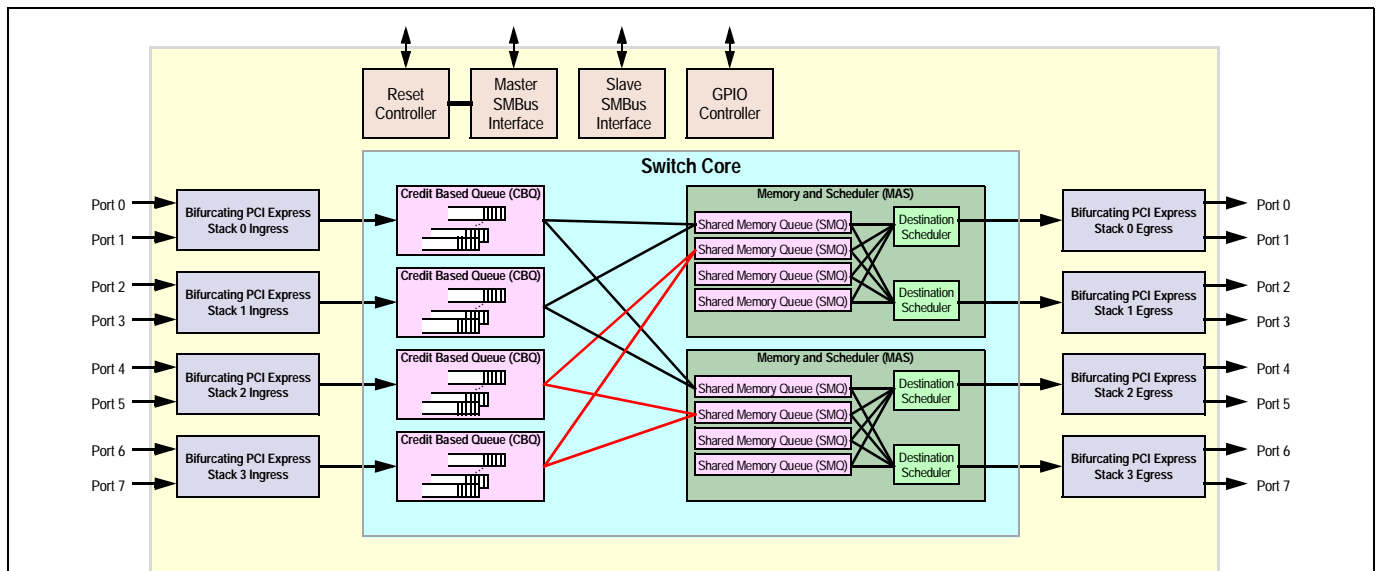 Reset
Controller
Master
SMBus
Interface
Slave
SMBus
Interface
GPIO
Controller
Switch Core
Port 0
Port 1
Bifurcating PCI Express
Stack 0 Ingress
Credit Based Queue (CBQ)
Memory and Scheduler (MAS)
Shared Memory Queue (SMQ)
Shared Memory Queue (SMQ)
Shared Memory Queue (SMQ)
Shared Memory Queue (SMQ)
Destination
Scheduler
Destination
Scheduler
Bifurcating PCI Express
Stack 0 Egress
Port 0
Port 1
Port 2
Port 3
Bifurcating PCI Express
Stack 1 Ingress
Credit Based Queue (CBQ)
Bifurcating PCI Express
Stack 1 Egress
Port 2
Port 3
Port 4
Port 5
Bifurcating PCI Express
Stack 2 Ingress
Credit Based Queue (CBQ)
Memory and Scheduler (MAS)
Shared Memory Queue (SMQ)
Shared Memory Queue (SMQ)
Shared Memory Queue (SMQ)
Shared Memory Queue (SMQ)
Destination
Scheduler
Destination
Scheduler
Bifurcating PCI Express
Stack 2 Egress
Port 4
Port 5
Port 6
Port 7
Bifurcating PCI Express
Stack 3 Ingress
Credit Based Queue (CBQ)
Bifurcating PCI Express
Stack 3 Egress
Port 6
Port 7